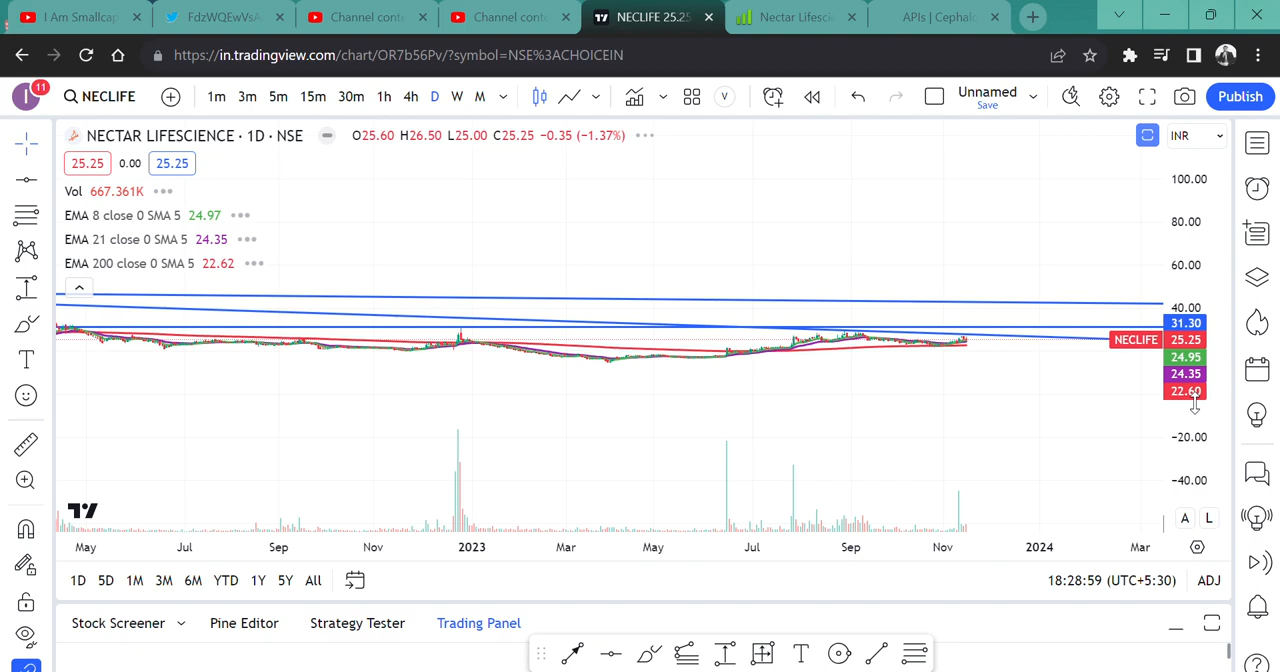 I Am Smallcap
FdzWQEwVsA
Channel cont
Channel conte
NECLIFE 25.25
Nectar Lifesci
APIs | Cephalo
https://in.tradingview.com/chart/OR7b56Pv/?symbol=NSE%3ACHOICEIN
I
11
NECLIFE
1m 3m 5m 15m 30m 1h 4h D W M
V
Unnamed
Save
Publish
NECTAR LIFESCIENCE · 1D · NSE
O25.60 H26.50 L25.00 C25.25 −0.35 (−1.37%)
INR
25.25 0.00 25.25
Vol 667.361K
EMA 8 close 0 SMA 5 24.97
EMA 21 close 0 SMA 5 24.35
EMA 200 close 0 SMA 5 22.62
100.00
80.00
60.00
40.00
31.30
NECLIFE 25.25
24.95
24.35
22.60
−20.00
−40.00
A L
May Jul Sep Nov 2023 Mar May Jul Sep Nov 2024 Mar
1D 5D 1M 3M 6M YTD 1Y 5Y All
18:28:59 (UTC+5:30) ADJ
Stock Screener Pine Editor Strategy Tester Trading Panel